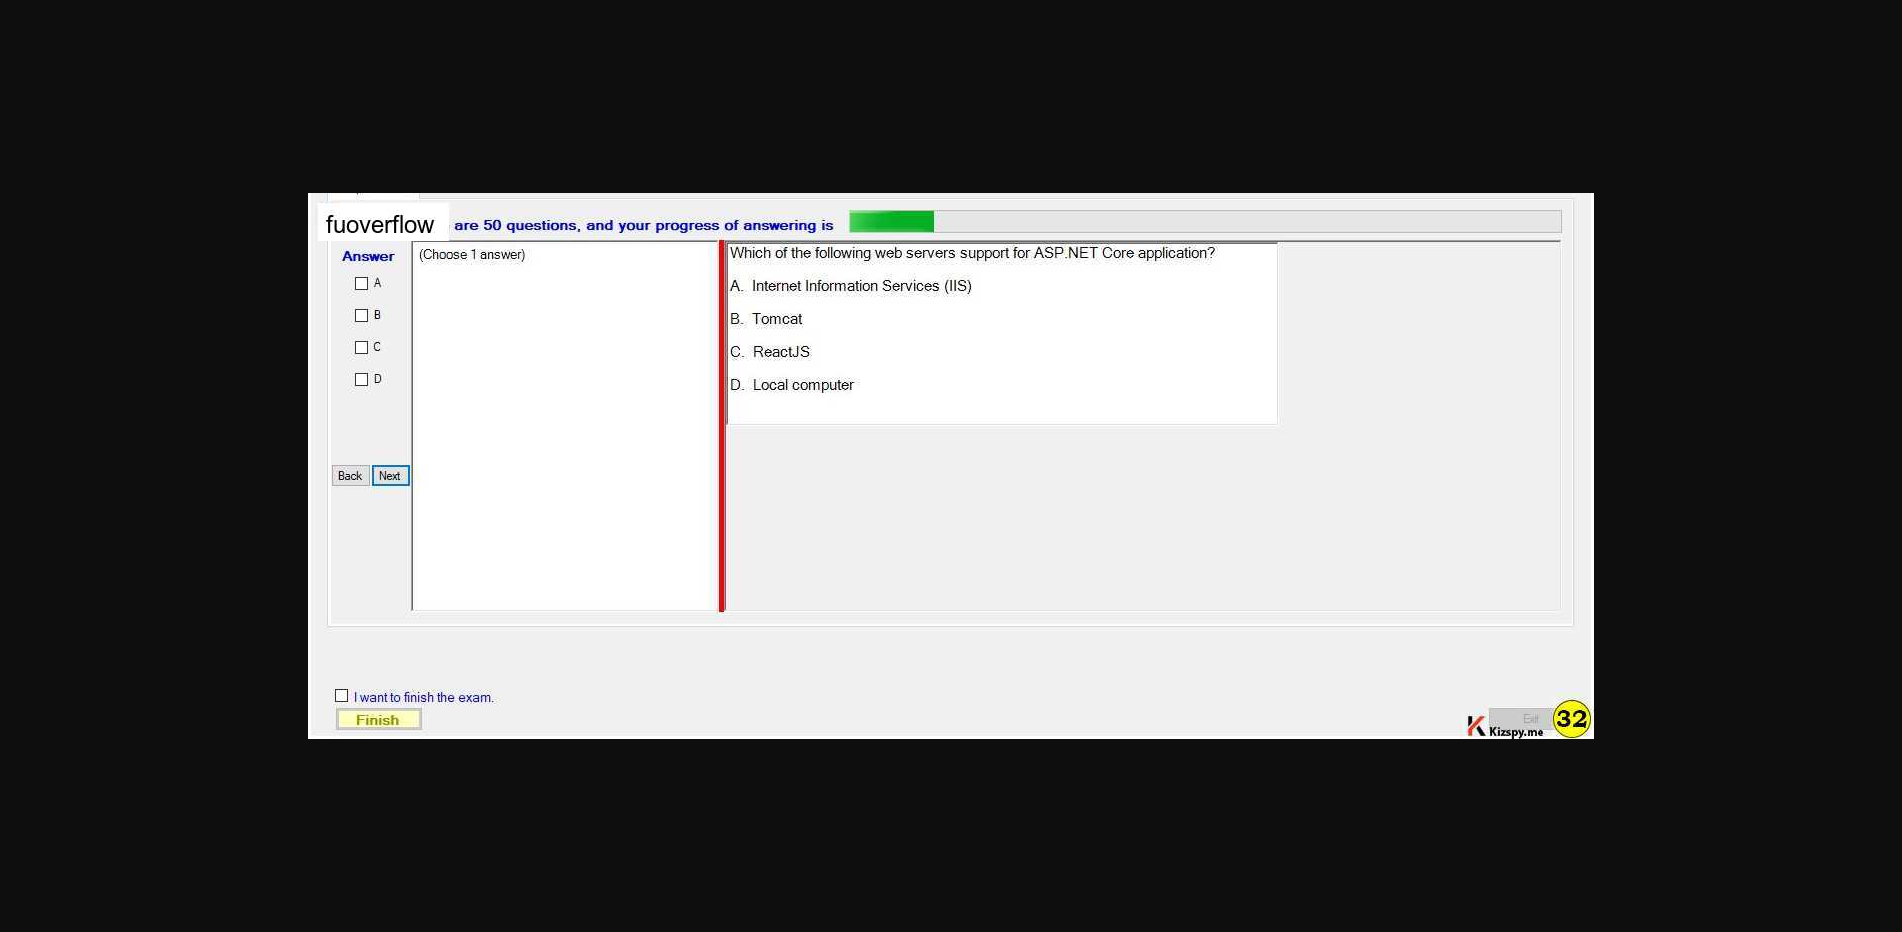 fuoverflow are 50 questions, and your progress of answering is
Answer
A
B
C
D
Back Next
(Choose 1 answer)
Which of the following web servers support for ASP.NET Core application?
A. Internet Information Services (IIS)
B. Tomcat
C. ReactJS
D. Local computer
I want to finish the exam.
Finish
Exit
Kizspy.me
32